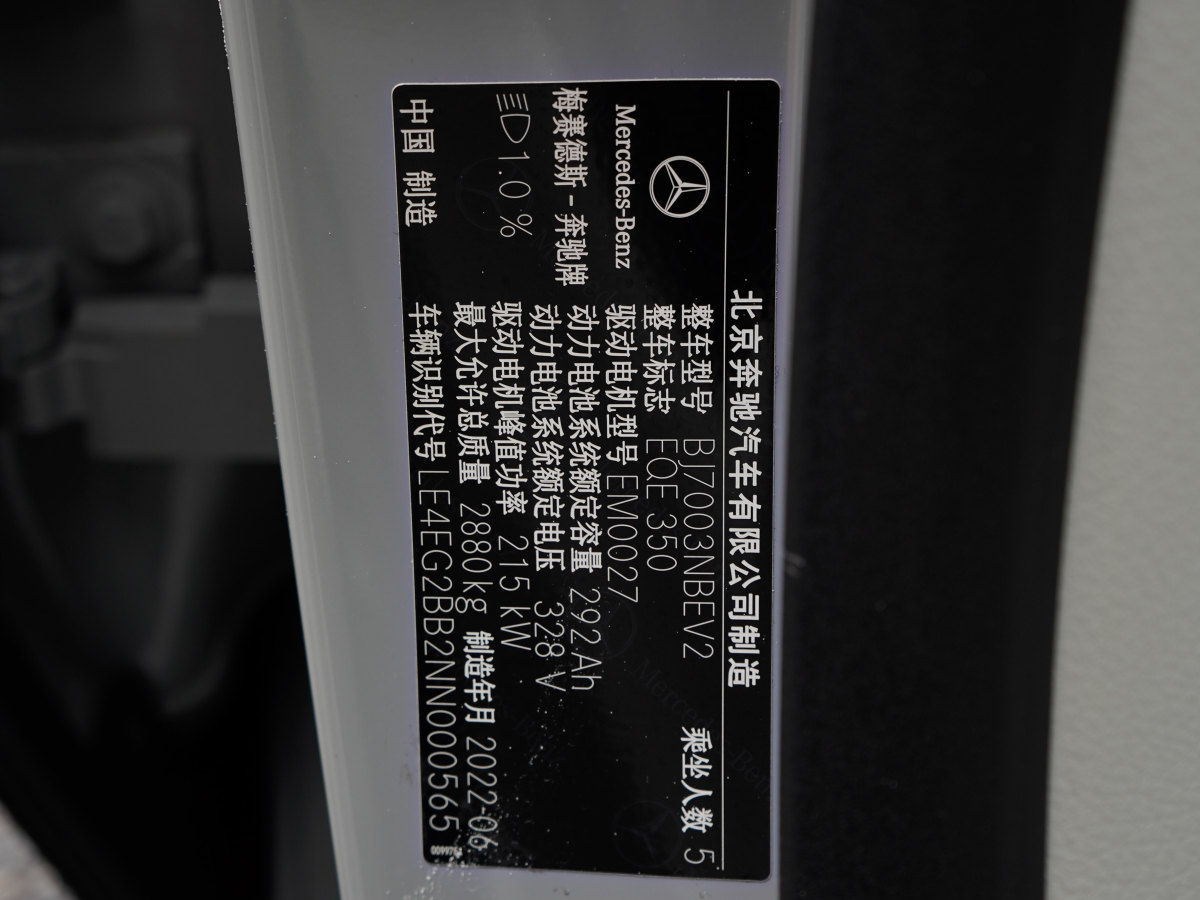 北京奔驰汽车有限公司制造
整车型号 BJ7003NBEV2 乘坐人数 5
整车标志 EQE 350
Mercedes-Benz
驱动电机型号 EM0027
动力电池系统额定容量 292 Ah
梅赛德斯-奔驰牌
动力电池系统额定电压 328 V
1.0 %
驱动电机峰值功率 215 kW
最大允许总质量 2880kg 制造年月 2022-06
中国 制造
车辆识别代号 LE4EG2BB2NN000565